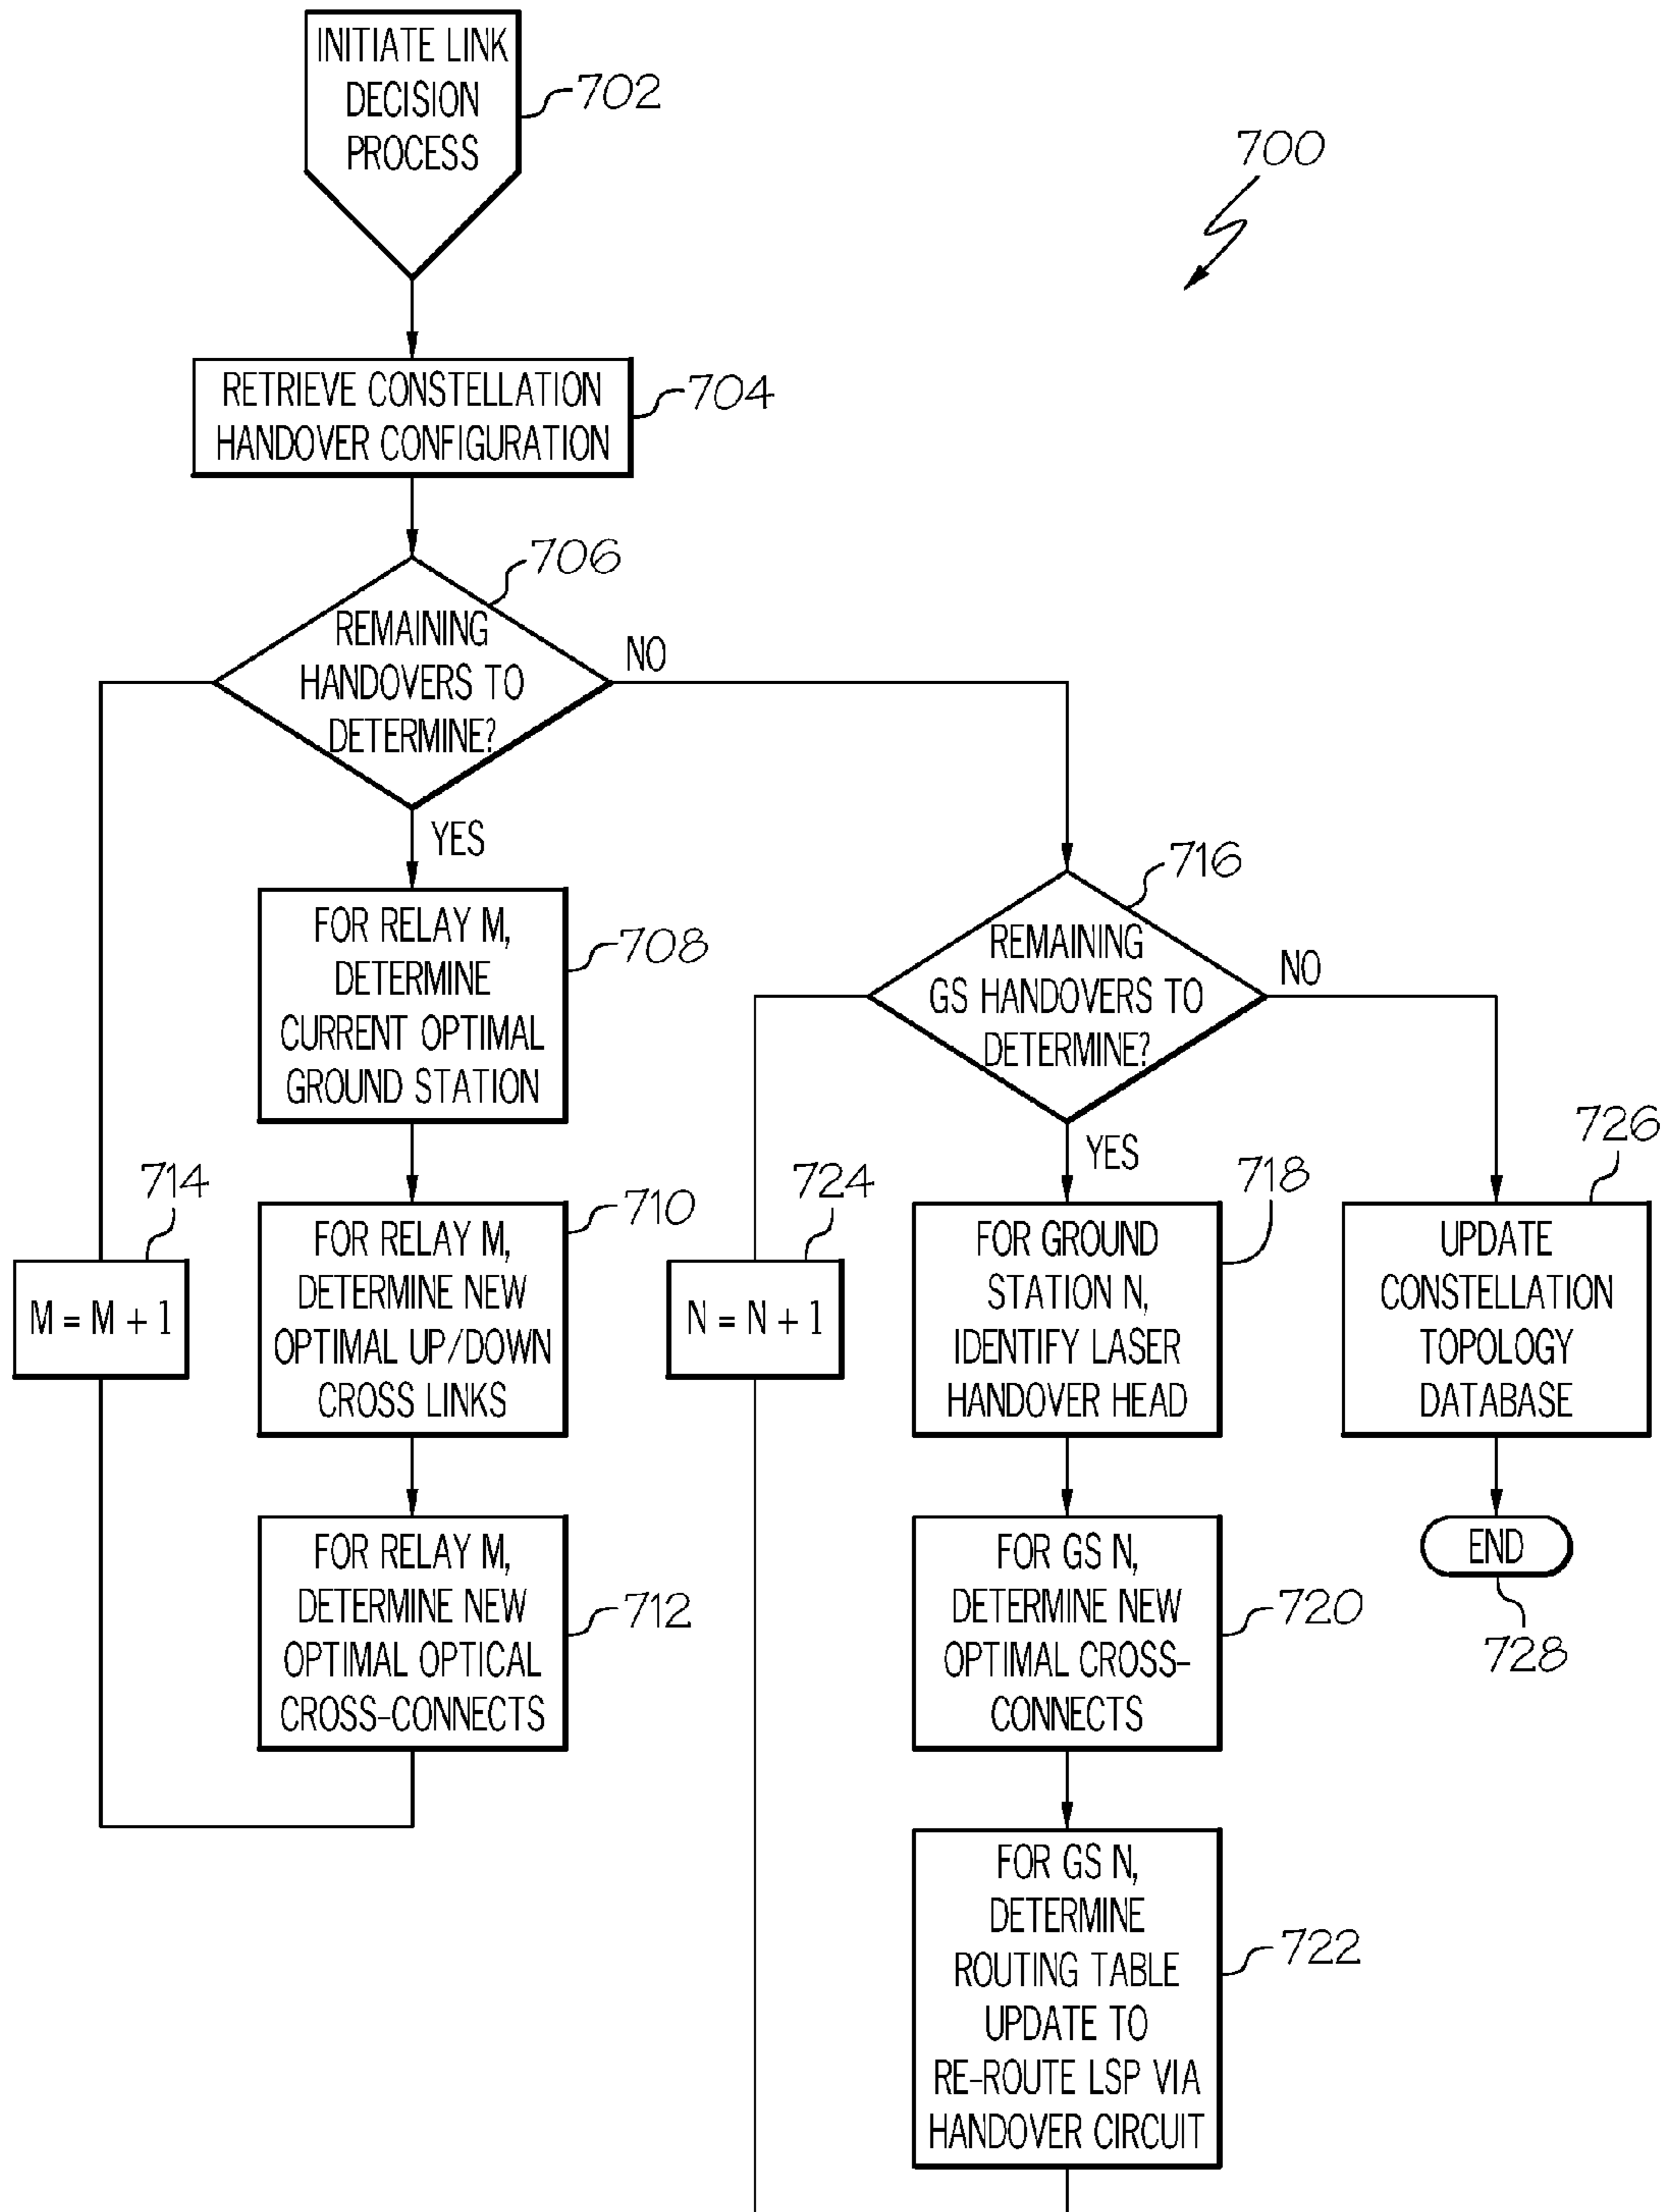 INITIATE LINK
DECISION
PROCESS
702
700
RETRIEVE CONSTELLATION
HANDOVER CONFIGURATION
704
706
REMAINING
HANDOVERS TO
DETERMINE?
NO
YES
FOR RELAY M,
DETERMINE
CURRENT OPTIMAL
GROUND STATION
708
FOR RELAY M,
DETERMINE NEW
OPTIMAL UP/DOWN
CROSS LINKS
710
FOR RELAY M,
DETERMINE NEW
OPTIMAL OPTICAL
CROSS-CONNECTS
712
714
M = M + 1
716
REMAINING
GS HANDOVERS TO
DETERMINE?
NO
YES
FOR GROUND
STATION N,
IDENTIFY LASER
HANDOVER HEAD
718
FOR GS N,
DETERMINE NEW
OPTIMAL CROSS-
CONNECTS
720
FOR GS N,
DETERMINE
ROUTING TABLE
UPDATE TO
RE-ROUTE LSP VIA
HANDOVER CIRCUIT
722
724
N = N + 1
726
UPDATE
CONSTELLATION
TOPOLOGY
DATABASE
END
728